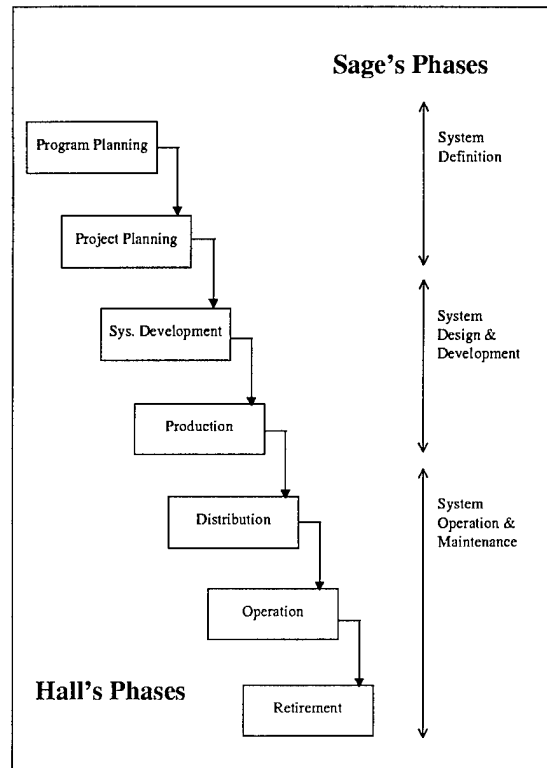 Sage's Phases
Program Planning
System
Definition
Project Planning
Sys. Development
System
Design &
Development
Production
Distribution
System
Operation &
Maintenance
Operation
Hall's Phases
Retirement